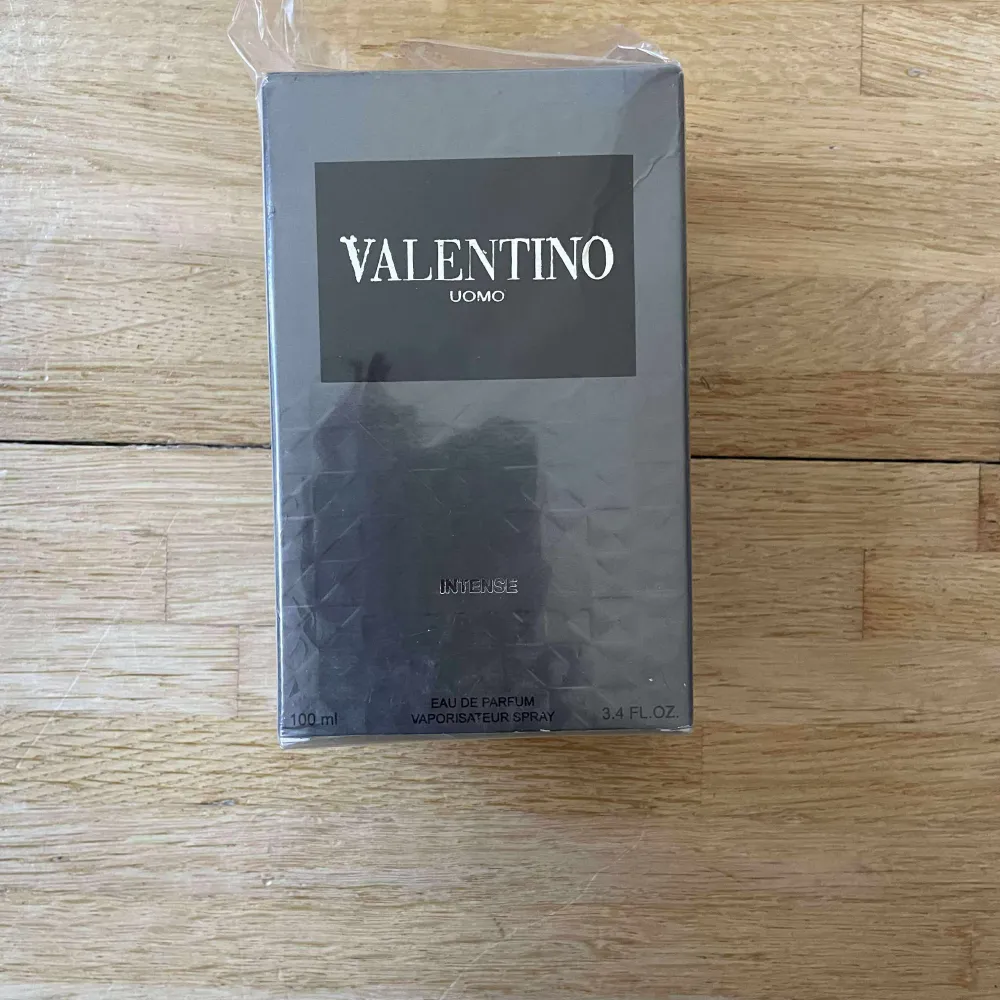 VALENTINO
UOMO
INTENSE
EAU DE PARFUM
100 ml VAPORISATEUR SPRAY 3.4 FL.OZ.